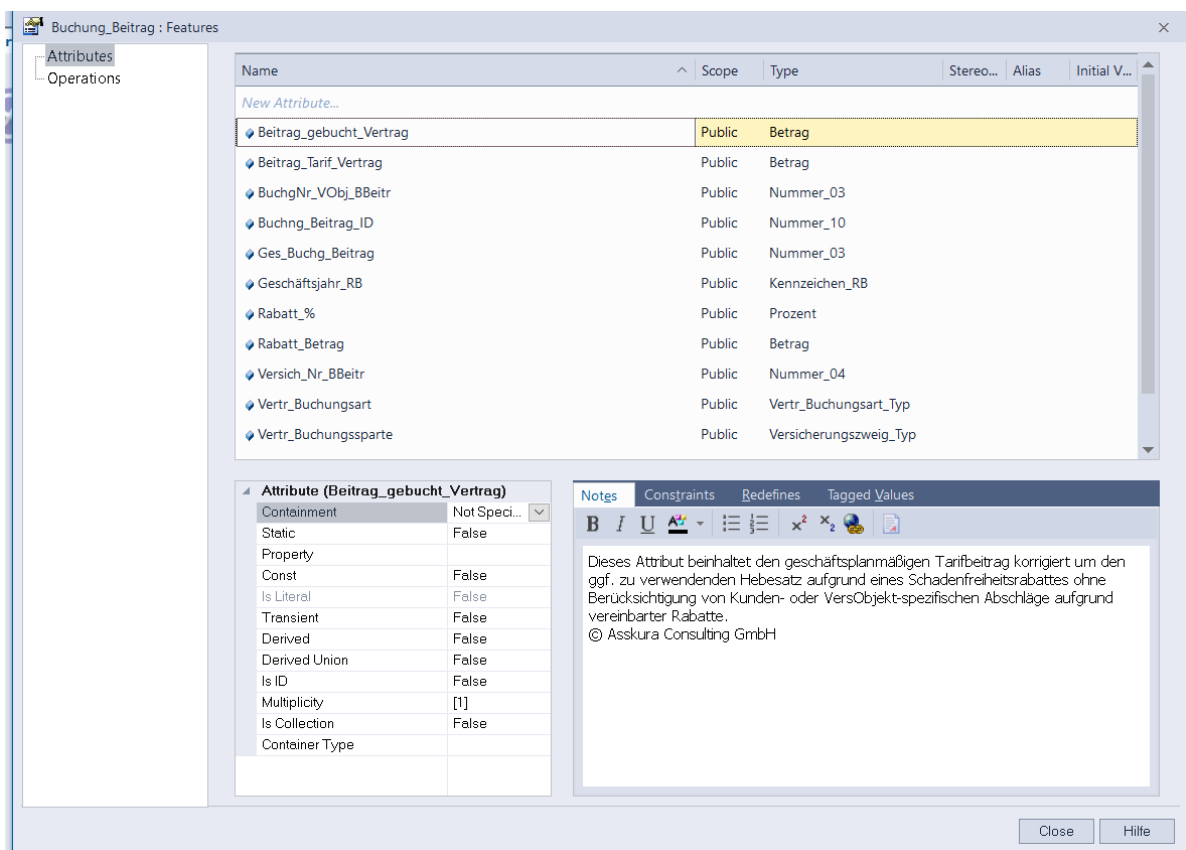 Buchung_Beitrag : Features
Attributes
Operations
Name Scope Type Stereo... Alias Initial V...
New Attribute...
Beitrag_gebucht_Vertrag Public Betrag
Beitrag_Tarif_Vertrag Public Betrag
BuchgNr_VObj_BBeitr Public Nummer_03
Buchng_Beitrag_ID Public Nummer_10
Ges_Buchg_Beitrag Public Nummer_03
Geschäftsjahr_RB Public Kennzeichen_RB
Rabatt_% Public Prozent
Rabatt_Betrag Public Betrag
Versich_Nr_BBeitr Public Nummer_04
Vertr_Buchungsart Public Vertr_Buchungsart_Typ
Vertr_Buchungssparte Public Versicherungszweig_Typ
Attribute (Beitrag_gebucht_Vertrag)
Containment Not Speci...
Static False
Property
Const False
Is Literal False
Transient False
Derived False
Derived Union False
Is ID False
Multiplicity [1]
Is Collection False
Container Type
Notes Constraints Redefines Tagged Values
B I U A x² x₂
Dieses Attribut beinhaltet den geschäftsplanmäßigen Tarifbeitrag korrigiert um den
ggf. zu verwendenden Hebesatz aufgrund eines Schadenfreiheitsrabattes ohne
Berücksichtigung von Kunden- oder VersObjekt-spezifischen Abschläge aufgrund
vereinbarter Rabatte.
© Asskura Consulting GmbH
Close Hilfe